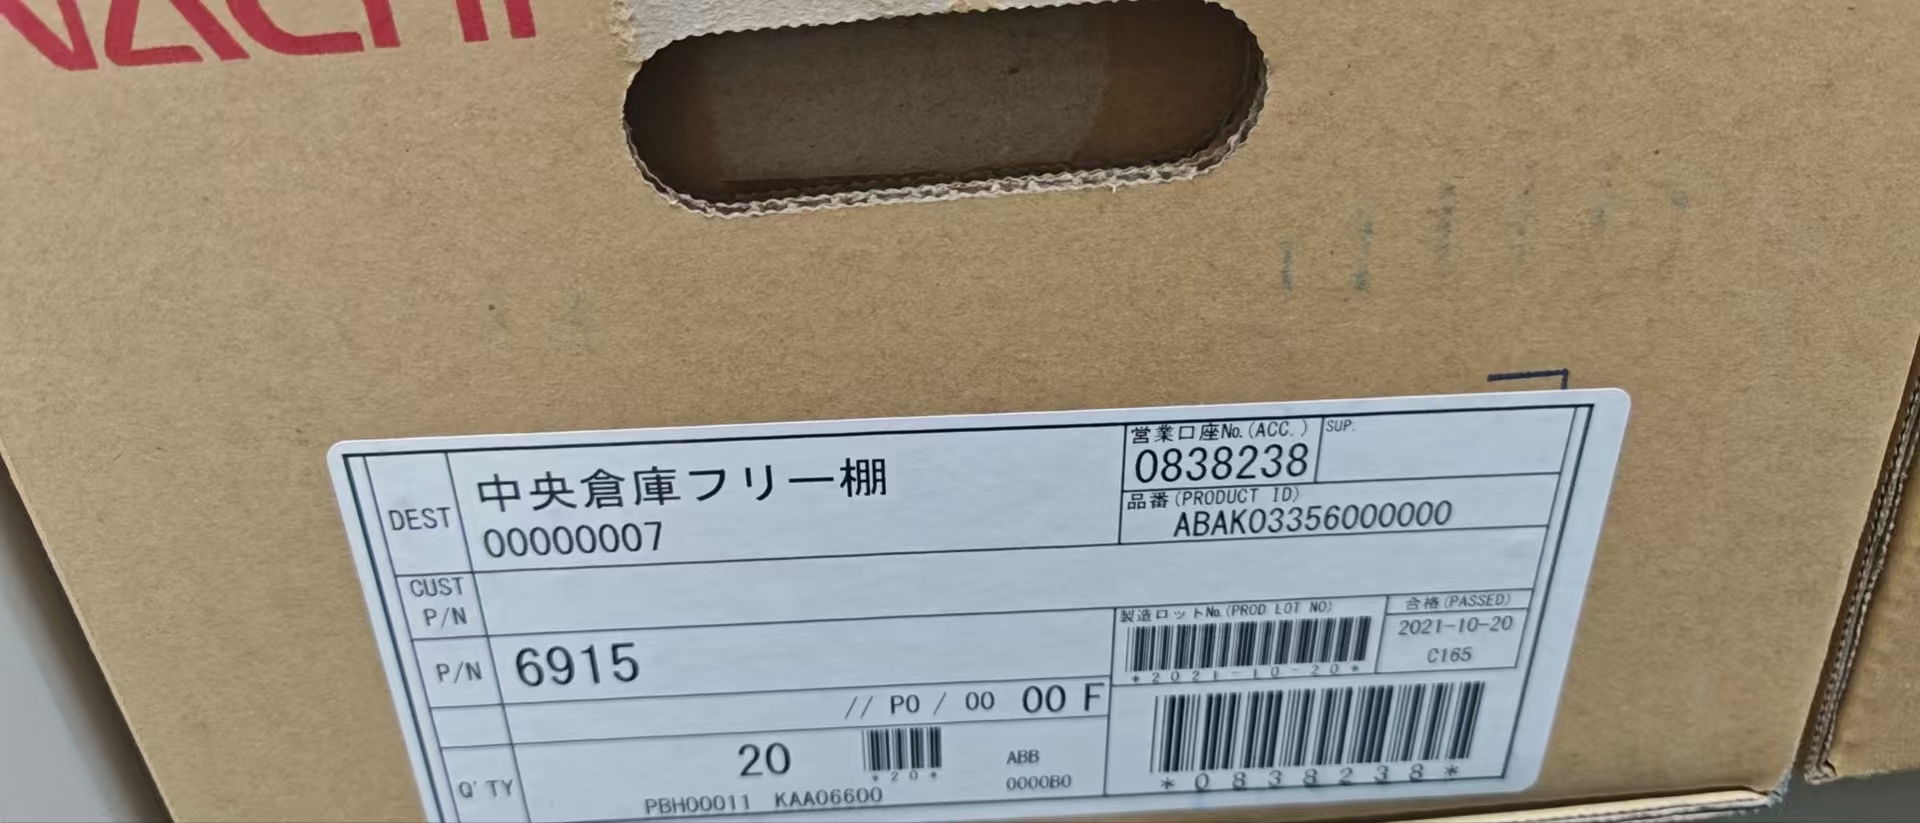 NACHI
中央倉庫フリー棚
DEST
00000007
営業口座No.(ACC.)
0838238
SUP.
品番(PRODUCT ID)
ABAK03356000000
CUST
P/N
P/N 6915
製造ロットNo.(PROD LOT NO)
*2021-10-20*
合格(PASSED)
2021-10-20
C165
// P0 / 00 00 F
Q'TY
20
*20*
ABB
0000B0
PBH00011 KAA06600
*0838238*